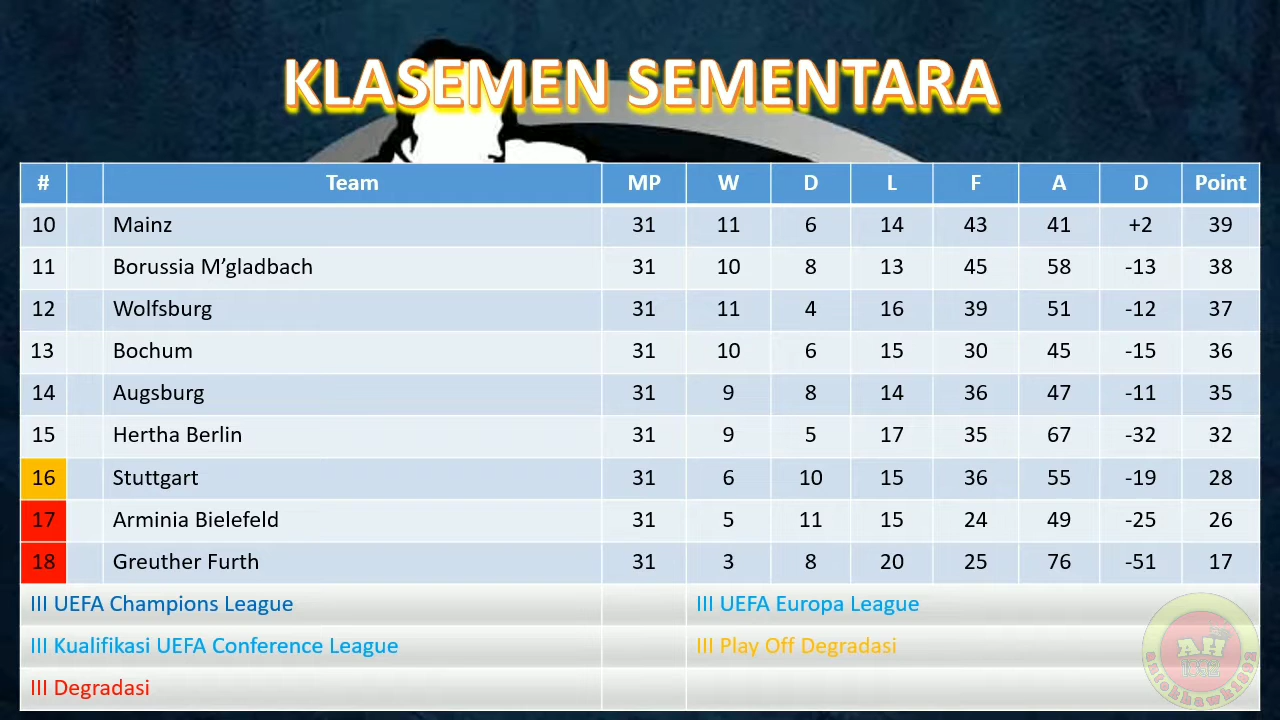 KLASEMEN SEMENTARA
# Team MP W D L F A D Point
10 Mainz 31 11 6 14 43 41 +2 39
11 Borussia M’gladbach 31 10 8 13 45 58 -13 38
12 Wolfsburg 31 11 4 16 39 51 -12 37
13 Bochum 31 10 6 15 30 45 -15 36
14 Augsburg 31 9 8 14 36 47 -11 35
15 Hertha Berlin 31 9 5 17 35 67 -32 32
16 Stuttgart 31 6 10 15 36 55 -19 28
17 Arminia Bielefeld 31 5 11 15 24 49 -25 26
18 Greuther Furth 31 3 8 20 25 76 -51 17
III UEFA Champions League III UEFA Europa League
III Kualifikasi UEFA Conference League III Play Off Degradasi
III Degradasi
AH